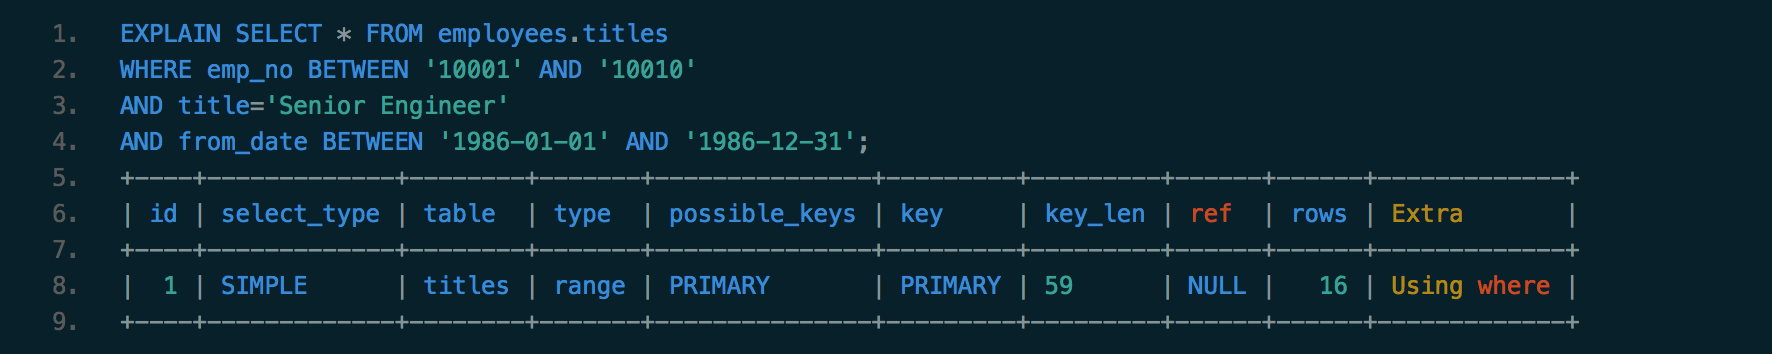 1. EXPLAIN SELECT * FROM employees.titles
2. WHERE emp_no BETWEEN '10001' AND '10010'
3. AND title='Senior Engineer'
4. AND from_date BETWEEN '1986-01-01' AND '1986-12-31';
5. +----+-------------+--------+-------+---------------+---------+---------+------+------+-------------+
6. | id | select_type | table  | type  | possible_keys | key     | key_len | ref  | rows | Extra       |
7. +----+-------------+--------+-------+---------------+---------+---------+------+------+-------------+
8. |  1 | SIMPLE      | titles | range | PRIMARY       | PRIMARY | 59      | NULL |   16 | Using where |
9. +----+-------------+--------+-------+---------------+---------+---------+------+------+-------------+